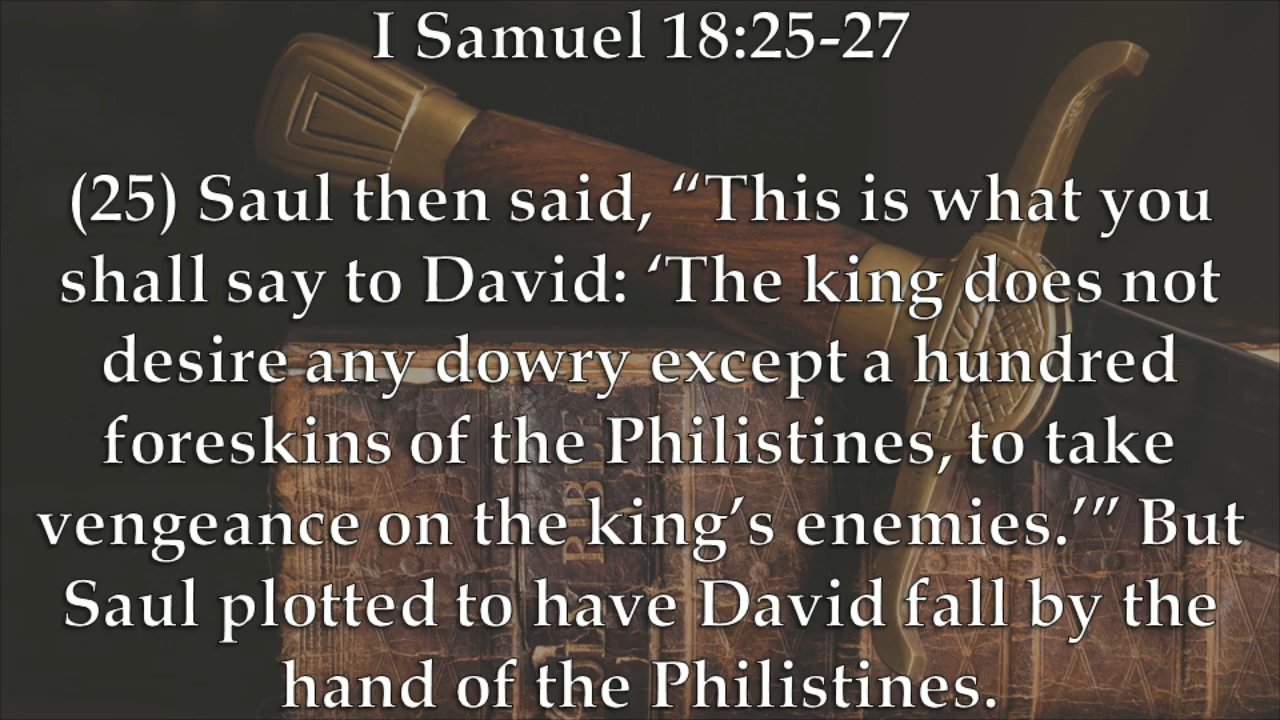 I Samuel 18:25-27
(25) Saul then said, “This is what you
shall say to David: ‘The king does not
desire any dowry except a hundred
foreskins of the Philistines, to take
vengeance on the king’s enemies.’” But
Saul plotted to have David fall by the
hand of the Philistines.